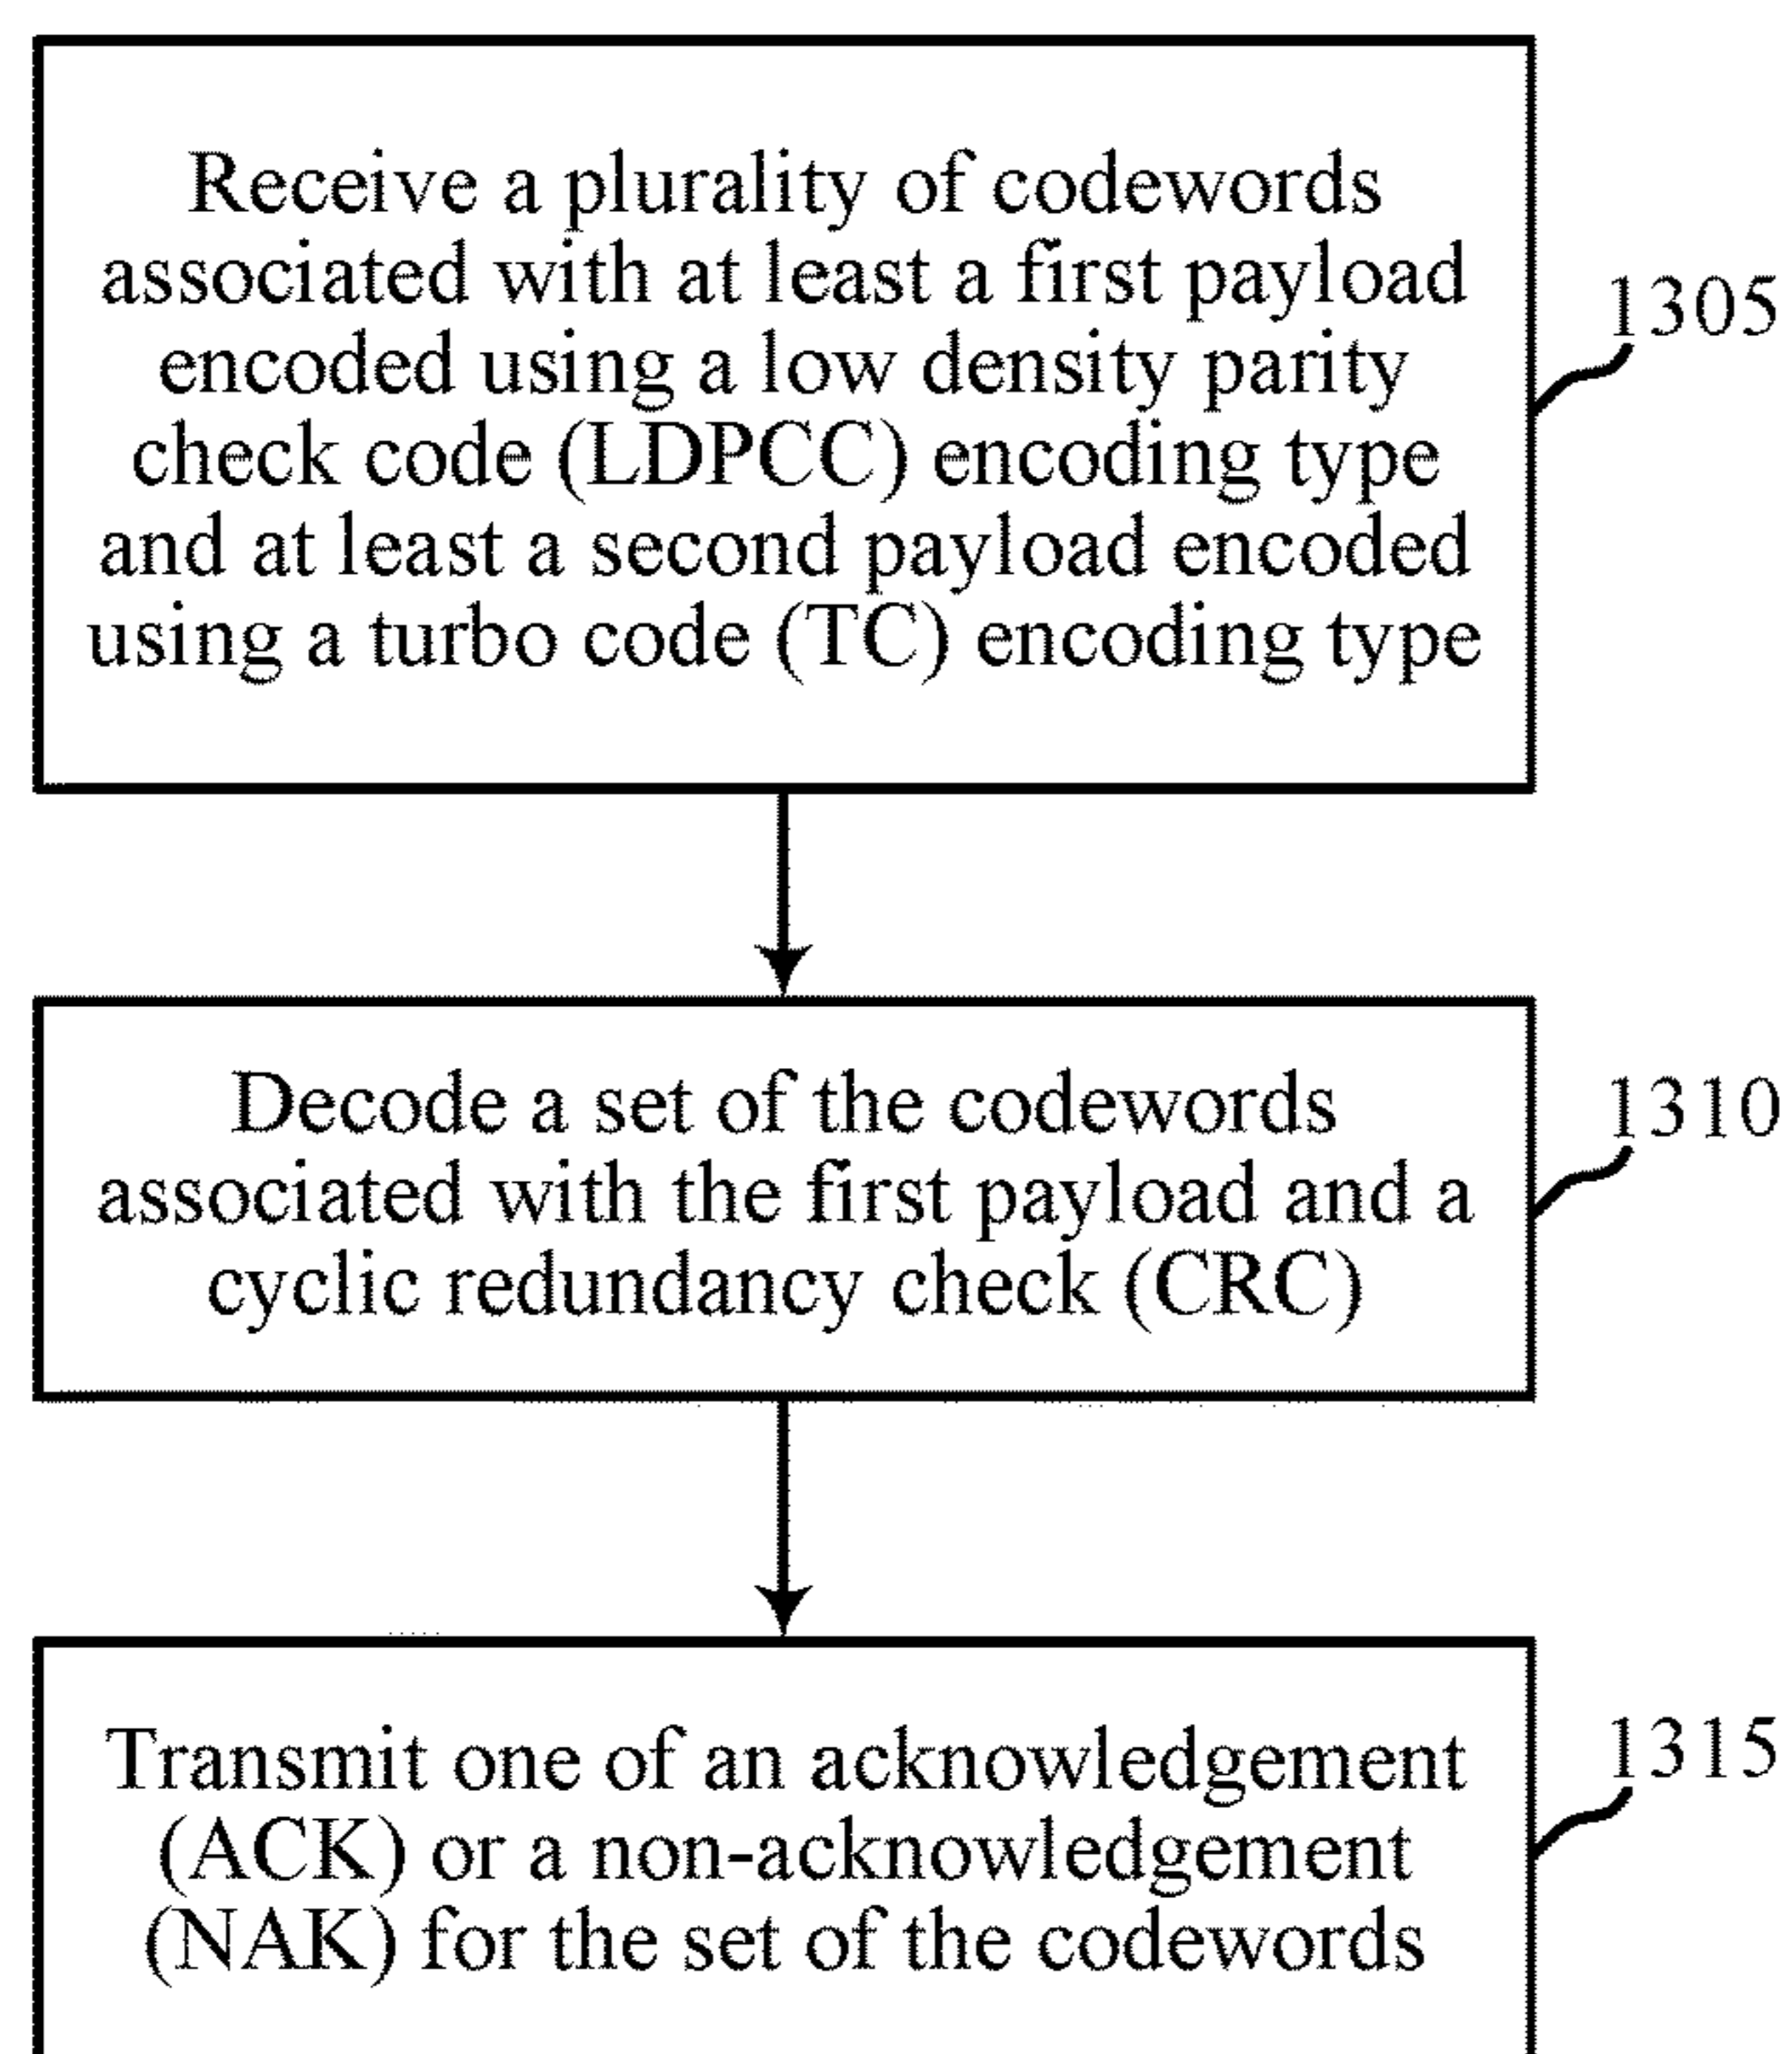 Receive a plurality of codewords
associated with at least a first payload
encoded using a low density parity
check code (LDPCC) encoding type
and at least a second payload encoded
using a turbo code (TC) encoding type
1305
Decode a set of the codewords
associated with the first payload and a
cyclic redundancy check (CRC)
1310
Transmit one of an acknowledgement
(ACK) or a non-acknowledgement
(NAK) for the set of the codewords
1315